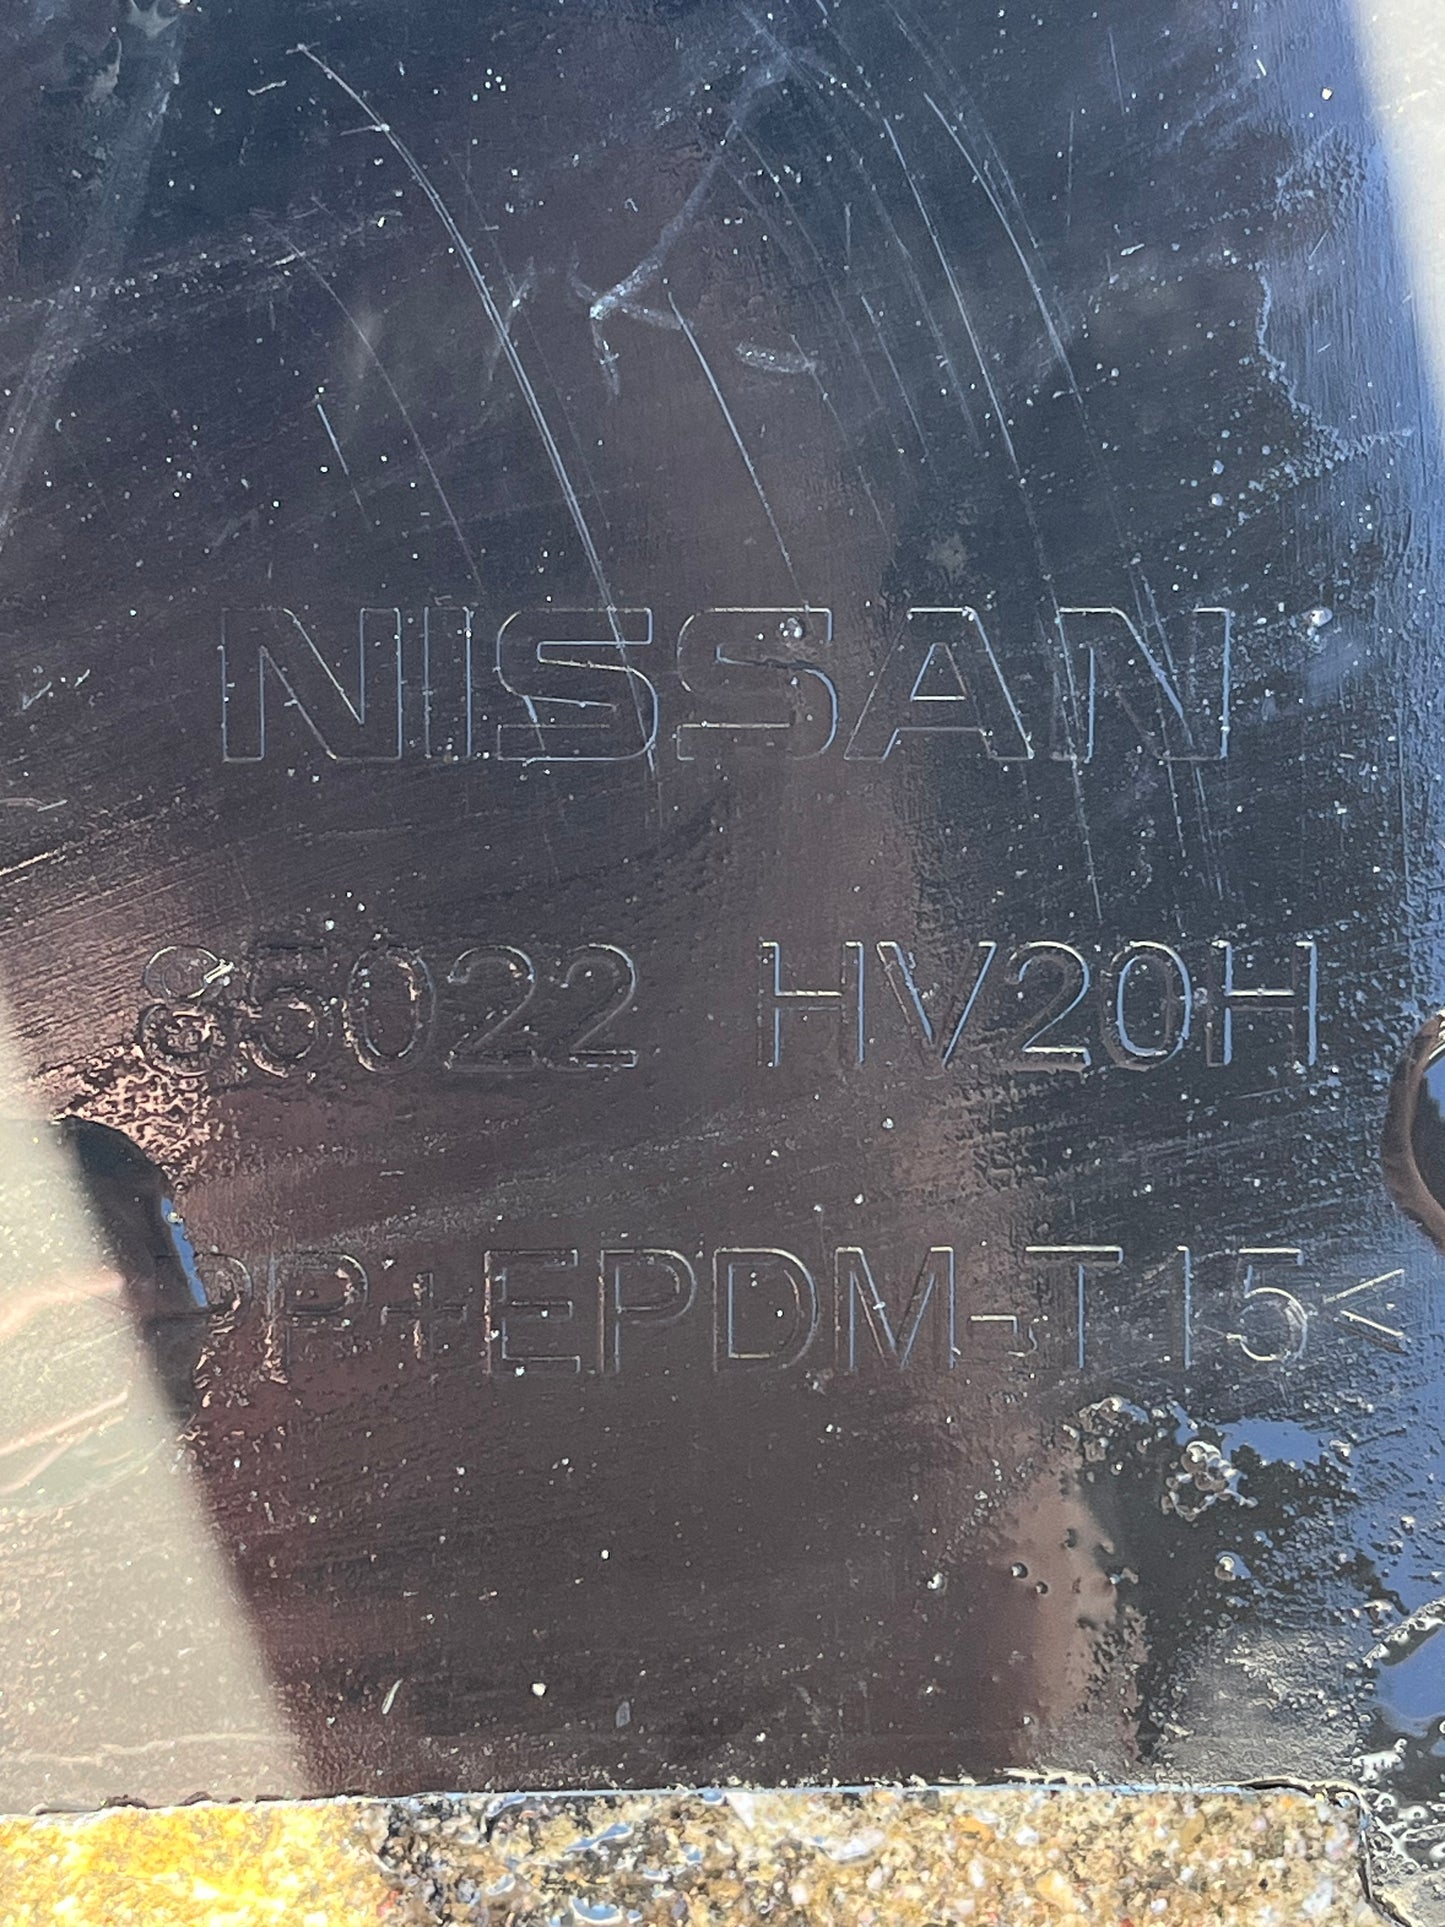 NISSAN
85022 HV20H
>PP+EPDM-T15<